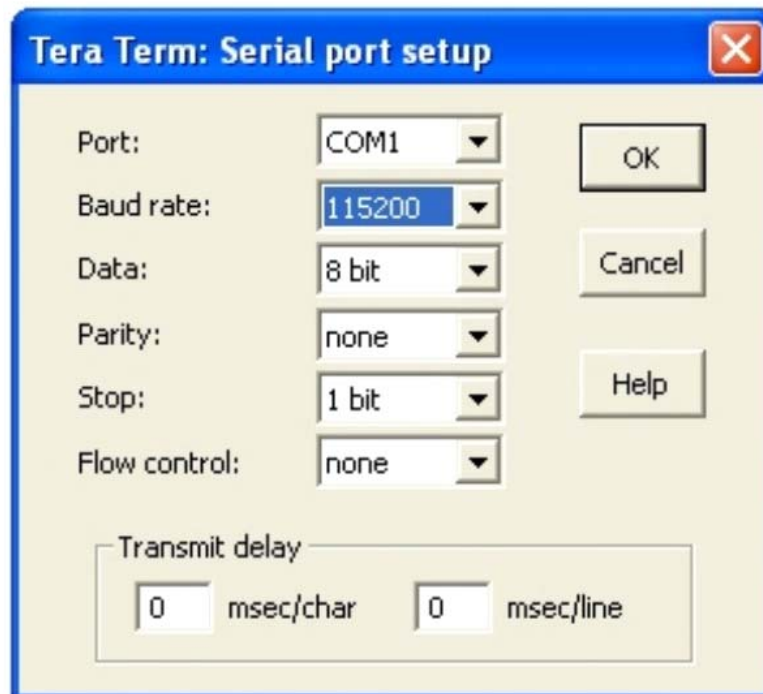 Tera Term: Serial port setup
Port: COM1 OK
Baud rate: 115200
Data: 8 bit Cancel
Parity: none
Stop: 1 bit Help
Flow control: none
Transmit delay
0 msec/char 0 msec/line